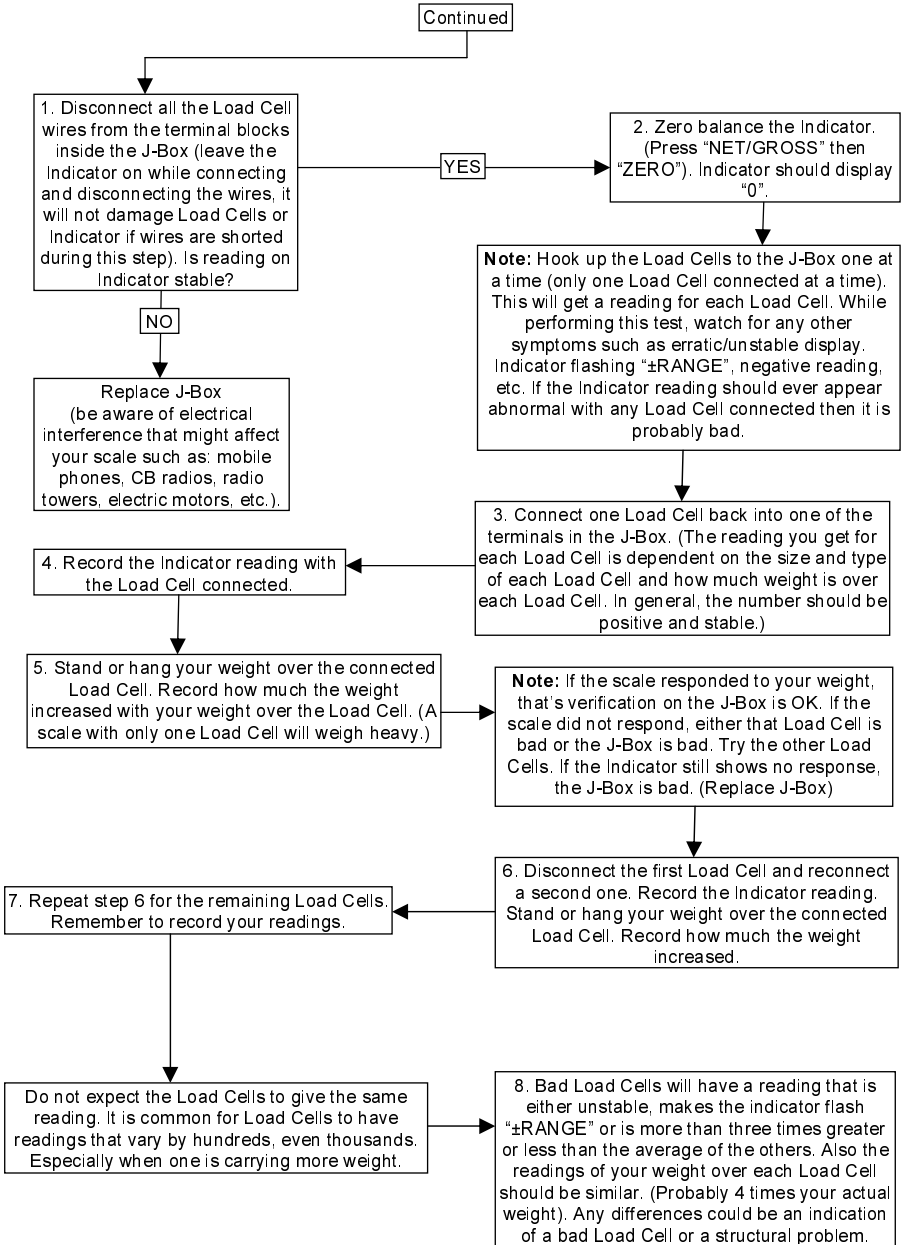 Continued
1. Disconnect all the Load Cell
wires from the terminal blocks
inside the J-Box (leave the
Indicator on while connecting
and disconnecting the wires, it
will not damage Load Cells or
Indicator if wires are shorted
during this step). Is reading on
Indicator stable?
YES
2. Zero balance the Indicator.
(Press “NET/GROSS” then
“ZERO”). Indicator should display
“0”.
NO
Replace J-Box
(be aware of electrical
interference that might affect
your scale such as: mobile
phones, CB radios, radio
towers, electric motors, etc.).
Note: Hook up the Load Cells to the J-Box one at
a time (only one Load Cell connected at a time).
This will get a reading for each Load Cell. While
performing this test, watch for any other
symptoms such as erratic/unstable display.
Indicator flashing “±RANGE”, negative reading,
etc. If the Indicator reading should ever appear
abnormal with any Load Cell connected then it is
probably bad.
3. Connect one Load Cell back into one of the
terminals in the J-Box. (The reading you get for
each Load Cell is dependent on the size and type
of each Load Cell and how much weight is over
each Load Cell. In general, the number should be
positive and stable.)
4. Record the Indicator reading with
the Load Cell connected.
5. Stand or hang your weight over the connected
Load Cell. Record how much the weight
increased with your weight over the Load Cell. (A
scale with only one Load Cell will weigh heavy.)
Note: If the scale responded to your weight,
that’s verification on the J-Box is OK. If the
scale did not respond, either that Load Cell is
bad or the J-Box is bad. Try the other Load
Cells. If the Indicator still shows no response,
the J-Box is bad. (Replace J-Box)
6. Disconnect the first Load Cell and reconnect
a second one. Record the Indicator reading.
Stand or hang your weight over the connected
Load Cell. Record how much the weight
increased.
7. Repeat step 6 for the remaining Load Cells.
Remember to record your readings.
Do not expect the Load Cells to give the same
reading. It is common for Load Cells to have
readings that vary by hundreds, even thousands.
Especially when one is carrying more weight.
8. Bad Load Cells will have a reading that is
either unstable, makes the indicator flash
“±RANGE” or is more than three times greater
or less than the average of the others. Also the
readings of your weight over each Load Cell
should be similar. (Probably 4 times your actual
weight). Any differences could be an indication
of a bad Load Cell or a structural problem.